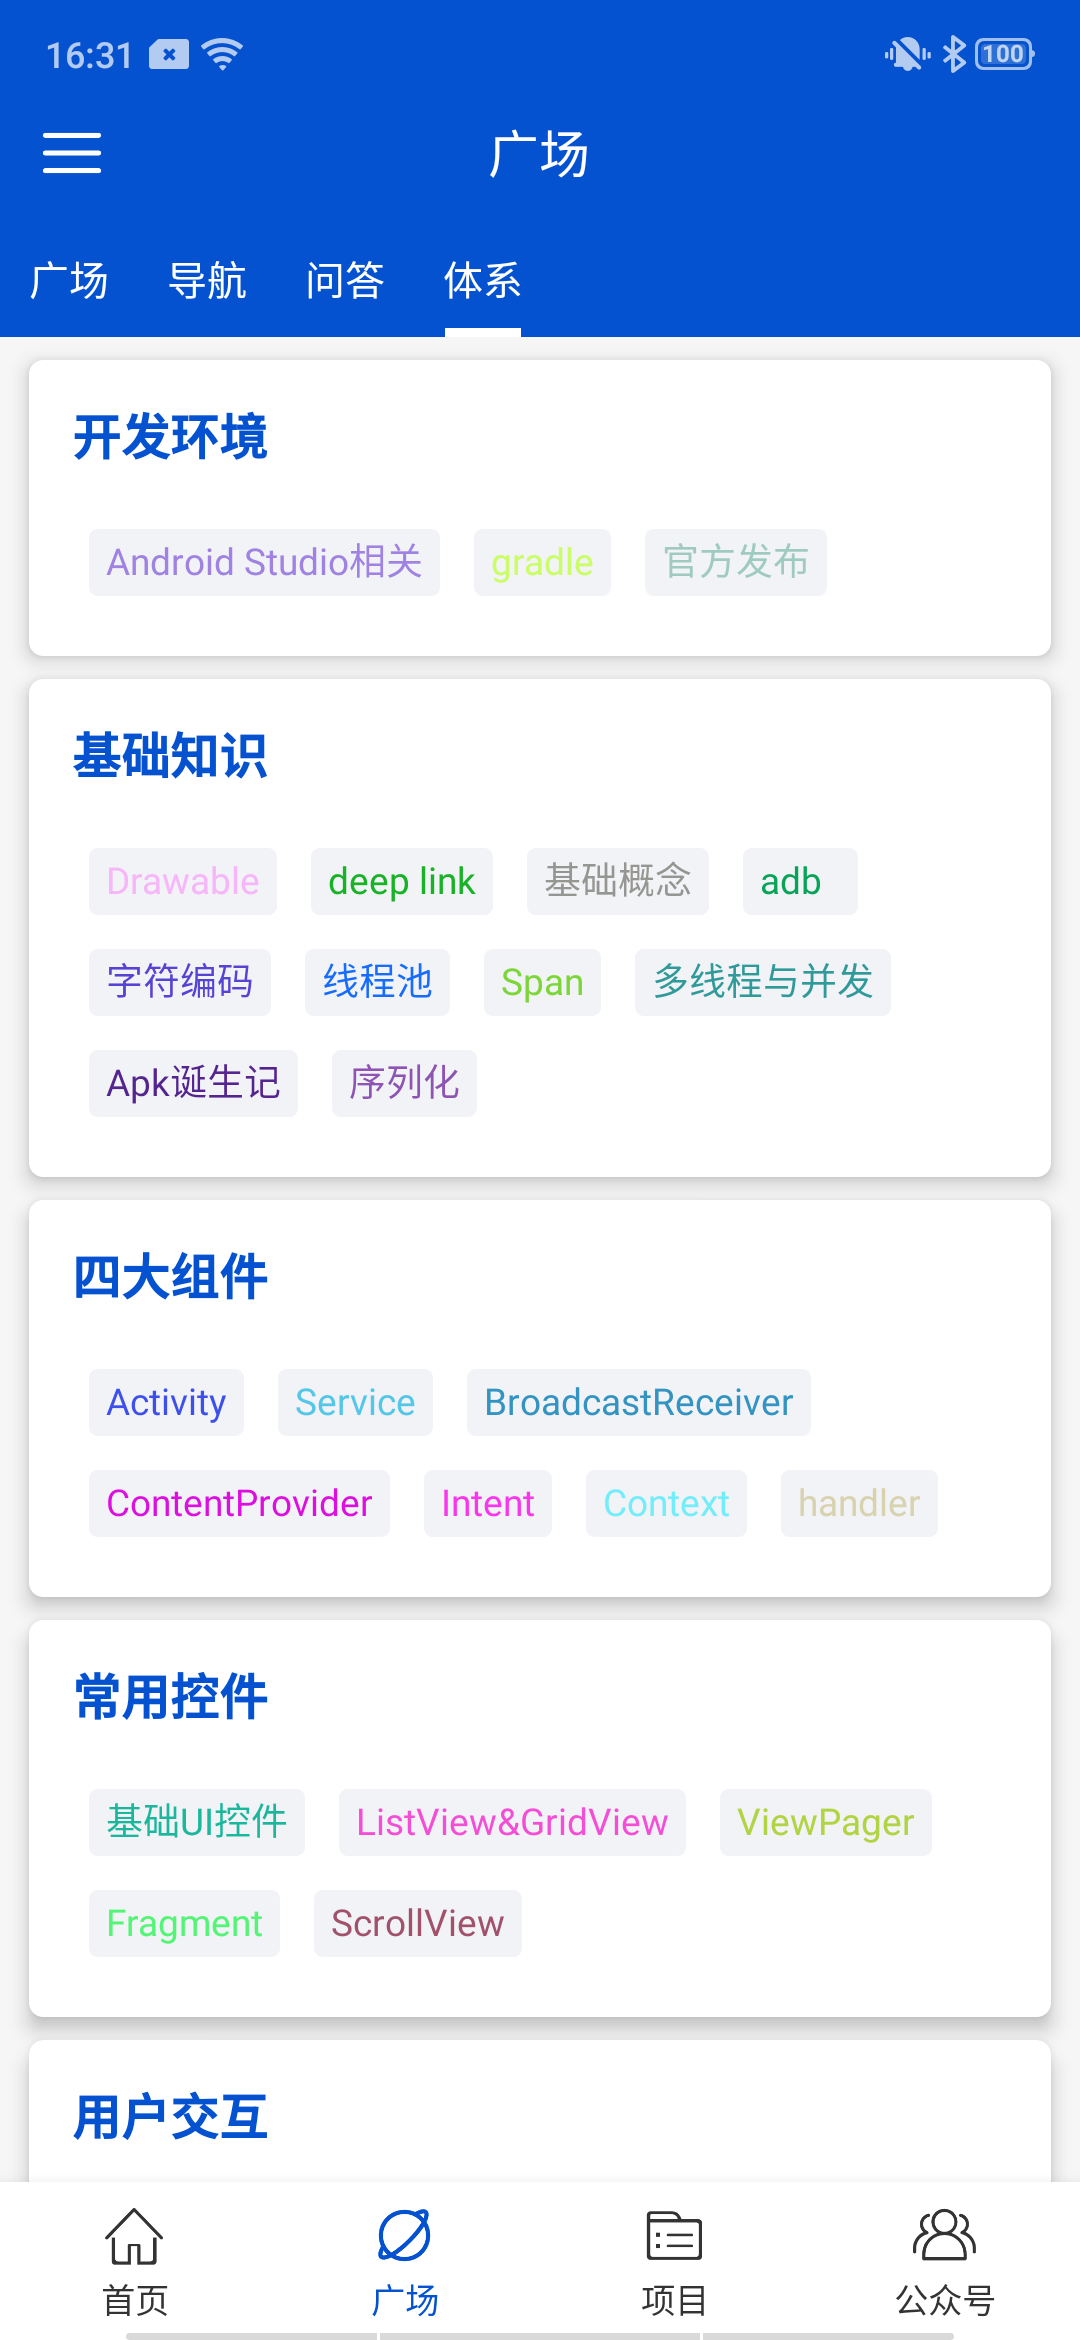 16:31 100
广场
广场 导航 问答 体系
开发环境
Android Studio相关 gradle 官方发布
基础知识
Drawable deep link 基础概念 adb
字符编码 线程池 Span 多线程与并发
Apk诞生记 序列化
四大组件
Activity Service BroadcastReceiver
ContentProvider Intent Context handler
常用控件
基础UI控件 ListView&GridView ViewPager
Fragment ScrollView
用户交互
首页 广场 项目 公众号